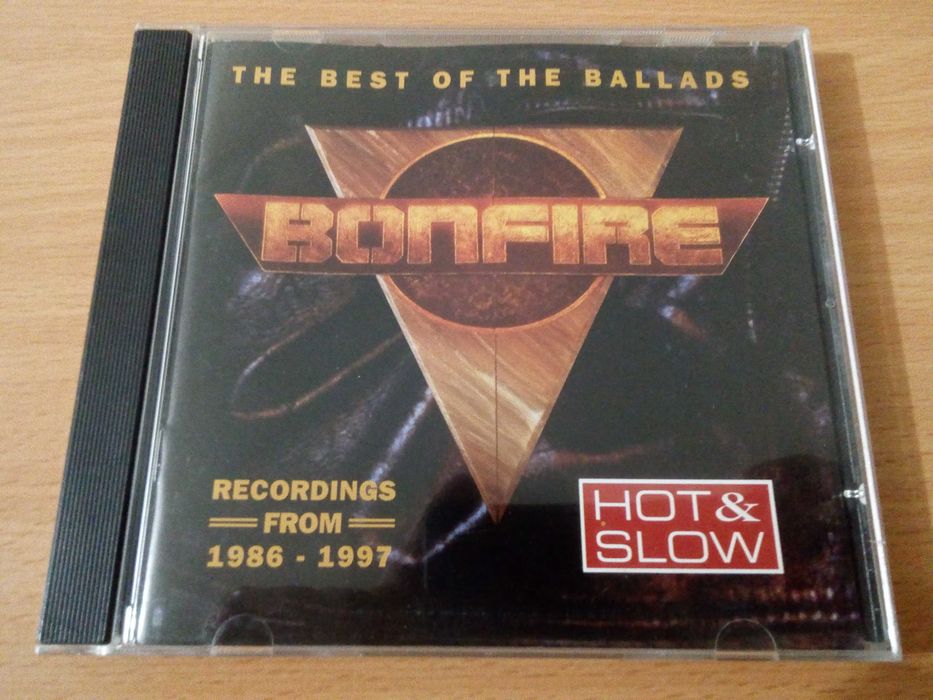 THE BEST OF THE BALLADS
BONFIRE
RECORDINGS
FROM
1986 - 1997
HOT &
SLOW